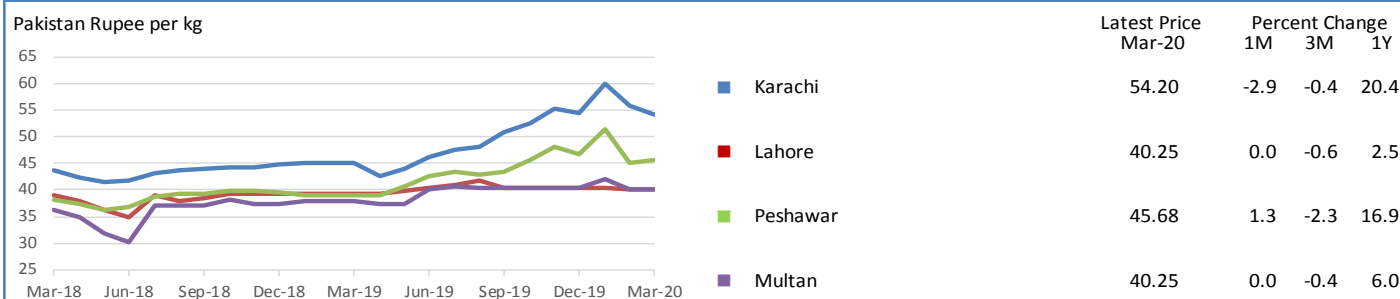 Pakistan Rupee per kg
Latest Price Percent Change
Mar-20 1M 3M 1Y
65
60
55
50
45
40
35
30
25
Mar-18 Jun-18 Sep-18 Dec-18 Mar-19 Jun-19 Sep-19 Dec-19 Mar-20
Karachi 54.20 -2.9 -0.4 20.4
Lahore 40.25 0.0 -0.6 2.5
Peshawar 45.68 1.3 -2.3 16.9
Multan 40.25 0.0 -0.4 6.0